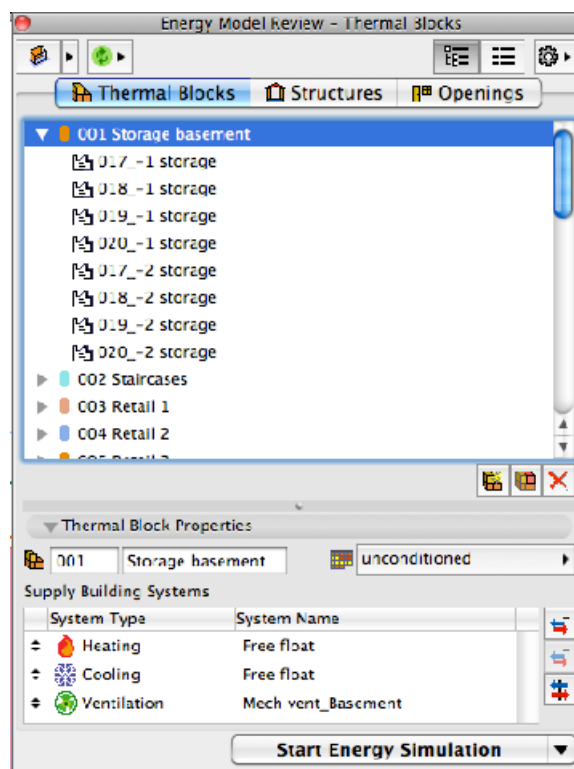 Energy Model Review – Thermal Blocks
Thermal Blocks Structures Openings
001 Storage basement
017_-1 storage
018_-1 storage
019_-1 storage
020_-1 storage
017_-2 storage
018_-2 storage
019_-2 storage
020_-2 storage
002 Staircases
003 Retail 1
004 Retail 2
Thermal Block Properties
001 Storage basement unconditioned
Supply Building Systems
System Type System Name
Heating Free float
Cooling Free float
Ventilation Mech vent_Basement
Start Energy Simulation